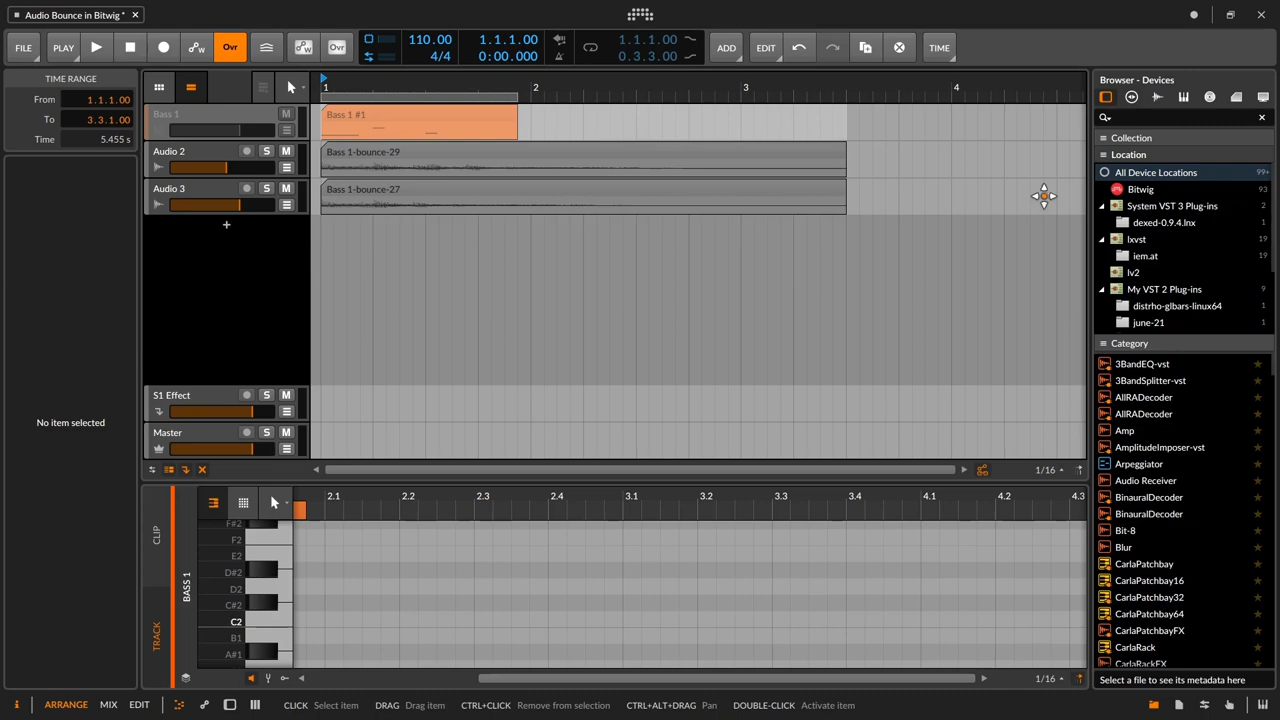 Audio Bounce in Bitwig *
FILE PLAY Ovr Ovr 110.00 4/4 1.1.1.00 0:00.000 1.1.1.00 0.3.3.00 ADD EDIT TIME
TIME RANGE
From 1.1.1.00
To 3.3.1.00
Time 5.455 s
No item selected
1 2 3 4
Bass 1 M
Bass 1 #1
Audio 2 S M
Bass 1-bounce-29
Audio 3 S M
Bass 1-bounce-27
+
S1 Effect S M
Master S M
1/16
CLIP
TRACK
BASS 1
2.1 2.2 2.3 2.4 3.1 3.2 3.3 3.4 4.1 4.2 4.3
F#2
F2
E2
D#2
D2
C#2
C2
B1
A#1
1/16
Browser - Devices
Collection
Location
All Device Locations 99+
Bitwig 93
System VST 3 Plug-ins 1
dexed-0.9.4.lnx 1
lxvst 19
iem.at 19
lv2
My VST 2 Plug-ins 9
distrho-glbars-linux64 1
june-21 1
Category
3BandEQ-vst
3BandSplitter-vst
AllRADecoder
AllRADecoder
Amp
AmplitudeImposer-vst
Arpeggiator
Audio Receiver
BinauralDecoder
BinauralDecoder
Bit-8
Blur
CarlaPatchbay
CarlaPatchbay16
CarlaPatchbay32
CarlaPatchbay64
CarlaPatchbayFX
CarlaRack
CarlaRackFX
Select a file to see its metadata here
i ARRANGE MIX EDIT CLICK Select item DRAG Drag item CTRL+CLICK Remove from selection CTRL+ALT+DRAG Pan DOUBLE-CLICK Activate item